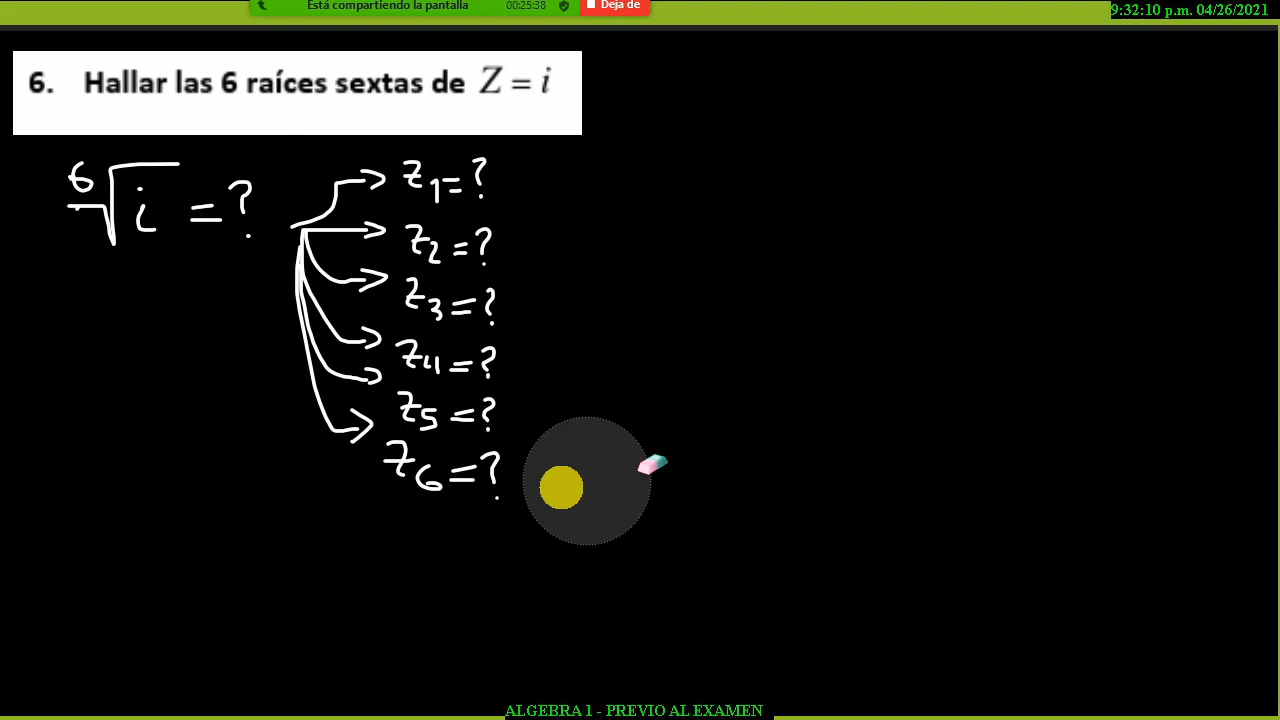 Está compartiendo la pantalla 00:25:38 Deja de
9:32:10 p.m. 04/26/2021
6. Hallar las 6 raíces sextas de Z = i
⁶√i = ?
z₁ = ?
z₂ = ?
z₃ = ?
z₄ = ?
z₅ = ?
z₆ = ?
ALGEBRA 1 - PREVIO AL EXAMEN